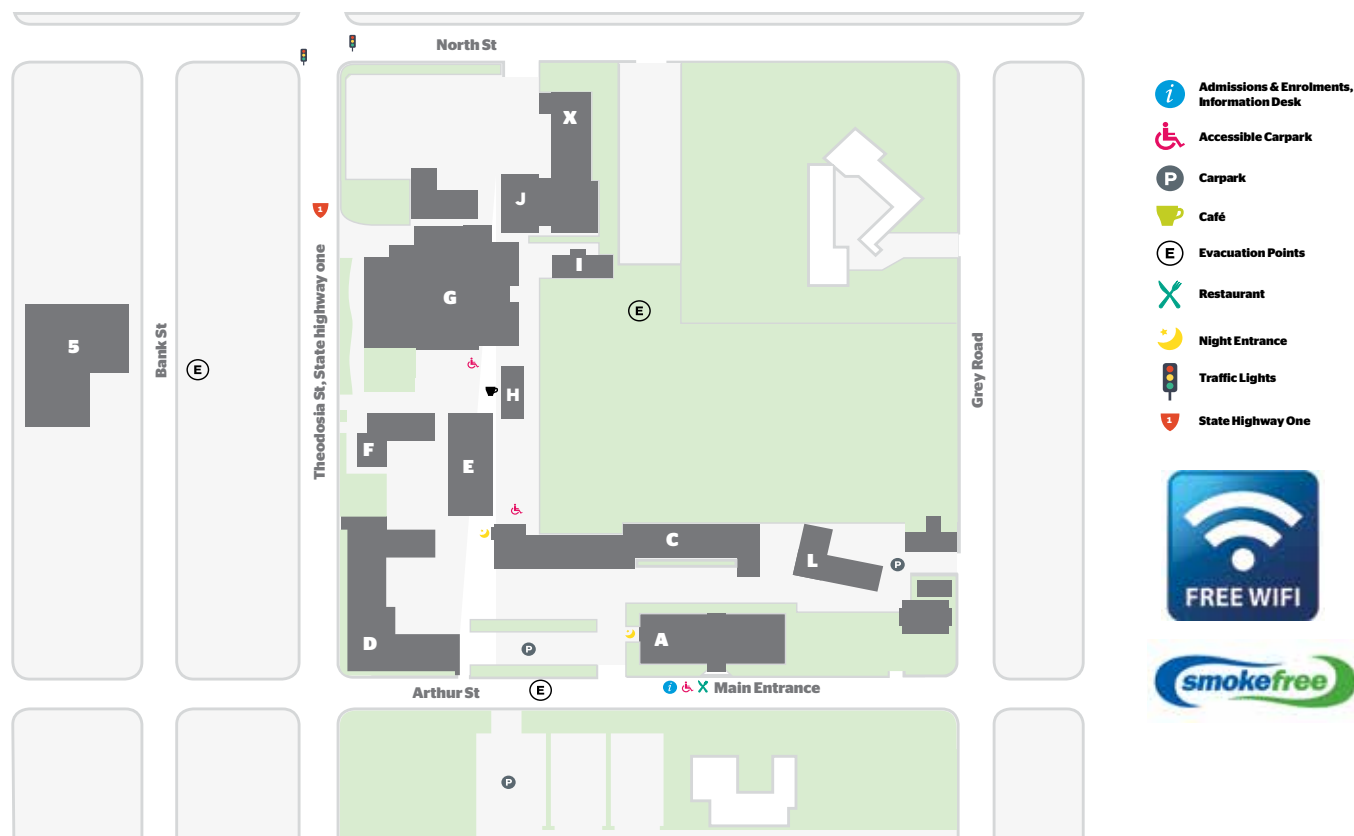 North St
X
J
1
I
G
E
5
Bank St
E
Theodosia St, State highway one
H
Grey Road
F
E
C
L
P
D
A
P
Arthur St
E
i
Main Entrance
P
i
Admissions & Enrolments,
Information Desk
Accessible Carpark
P
Carpark
Café
E
Evacuation Points
Restaurant
Night Entrance
Traffic Lights
1
State Highway One
FREE WIFI
smokefree